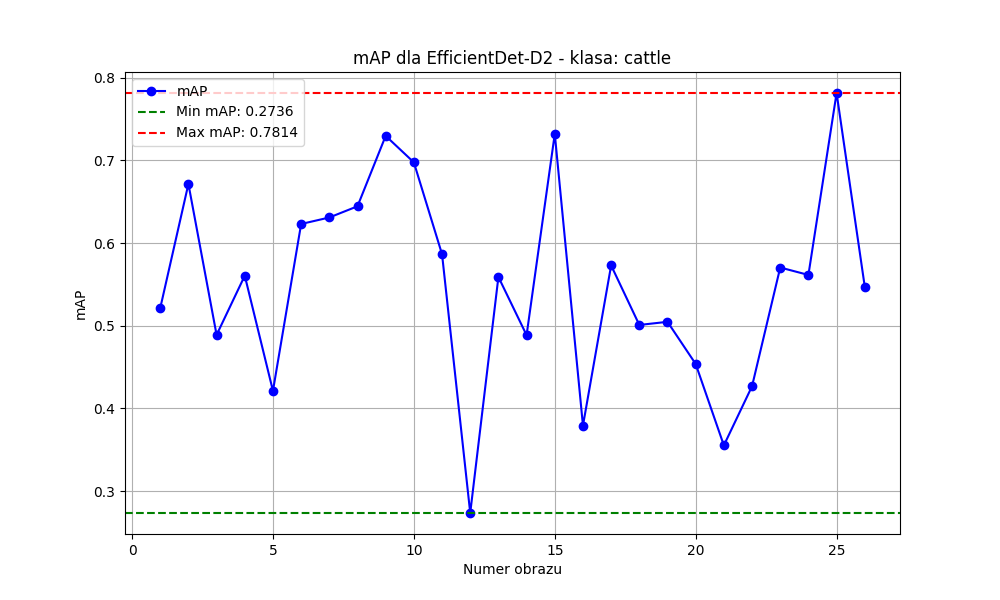 mAP dla EfficientDet-D2 - klasa: cattle
mAP
Min mAP: 0.2736
Max mAP: 0.7814
0.8
0.7
0.6
0.5
0.4
0.3
mAP
0 5 10 15 20 25
Numer obrazu